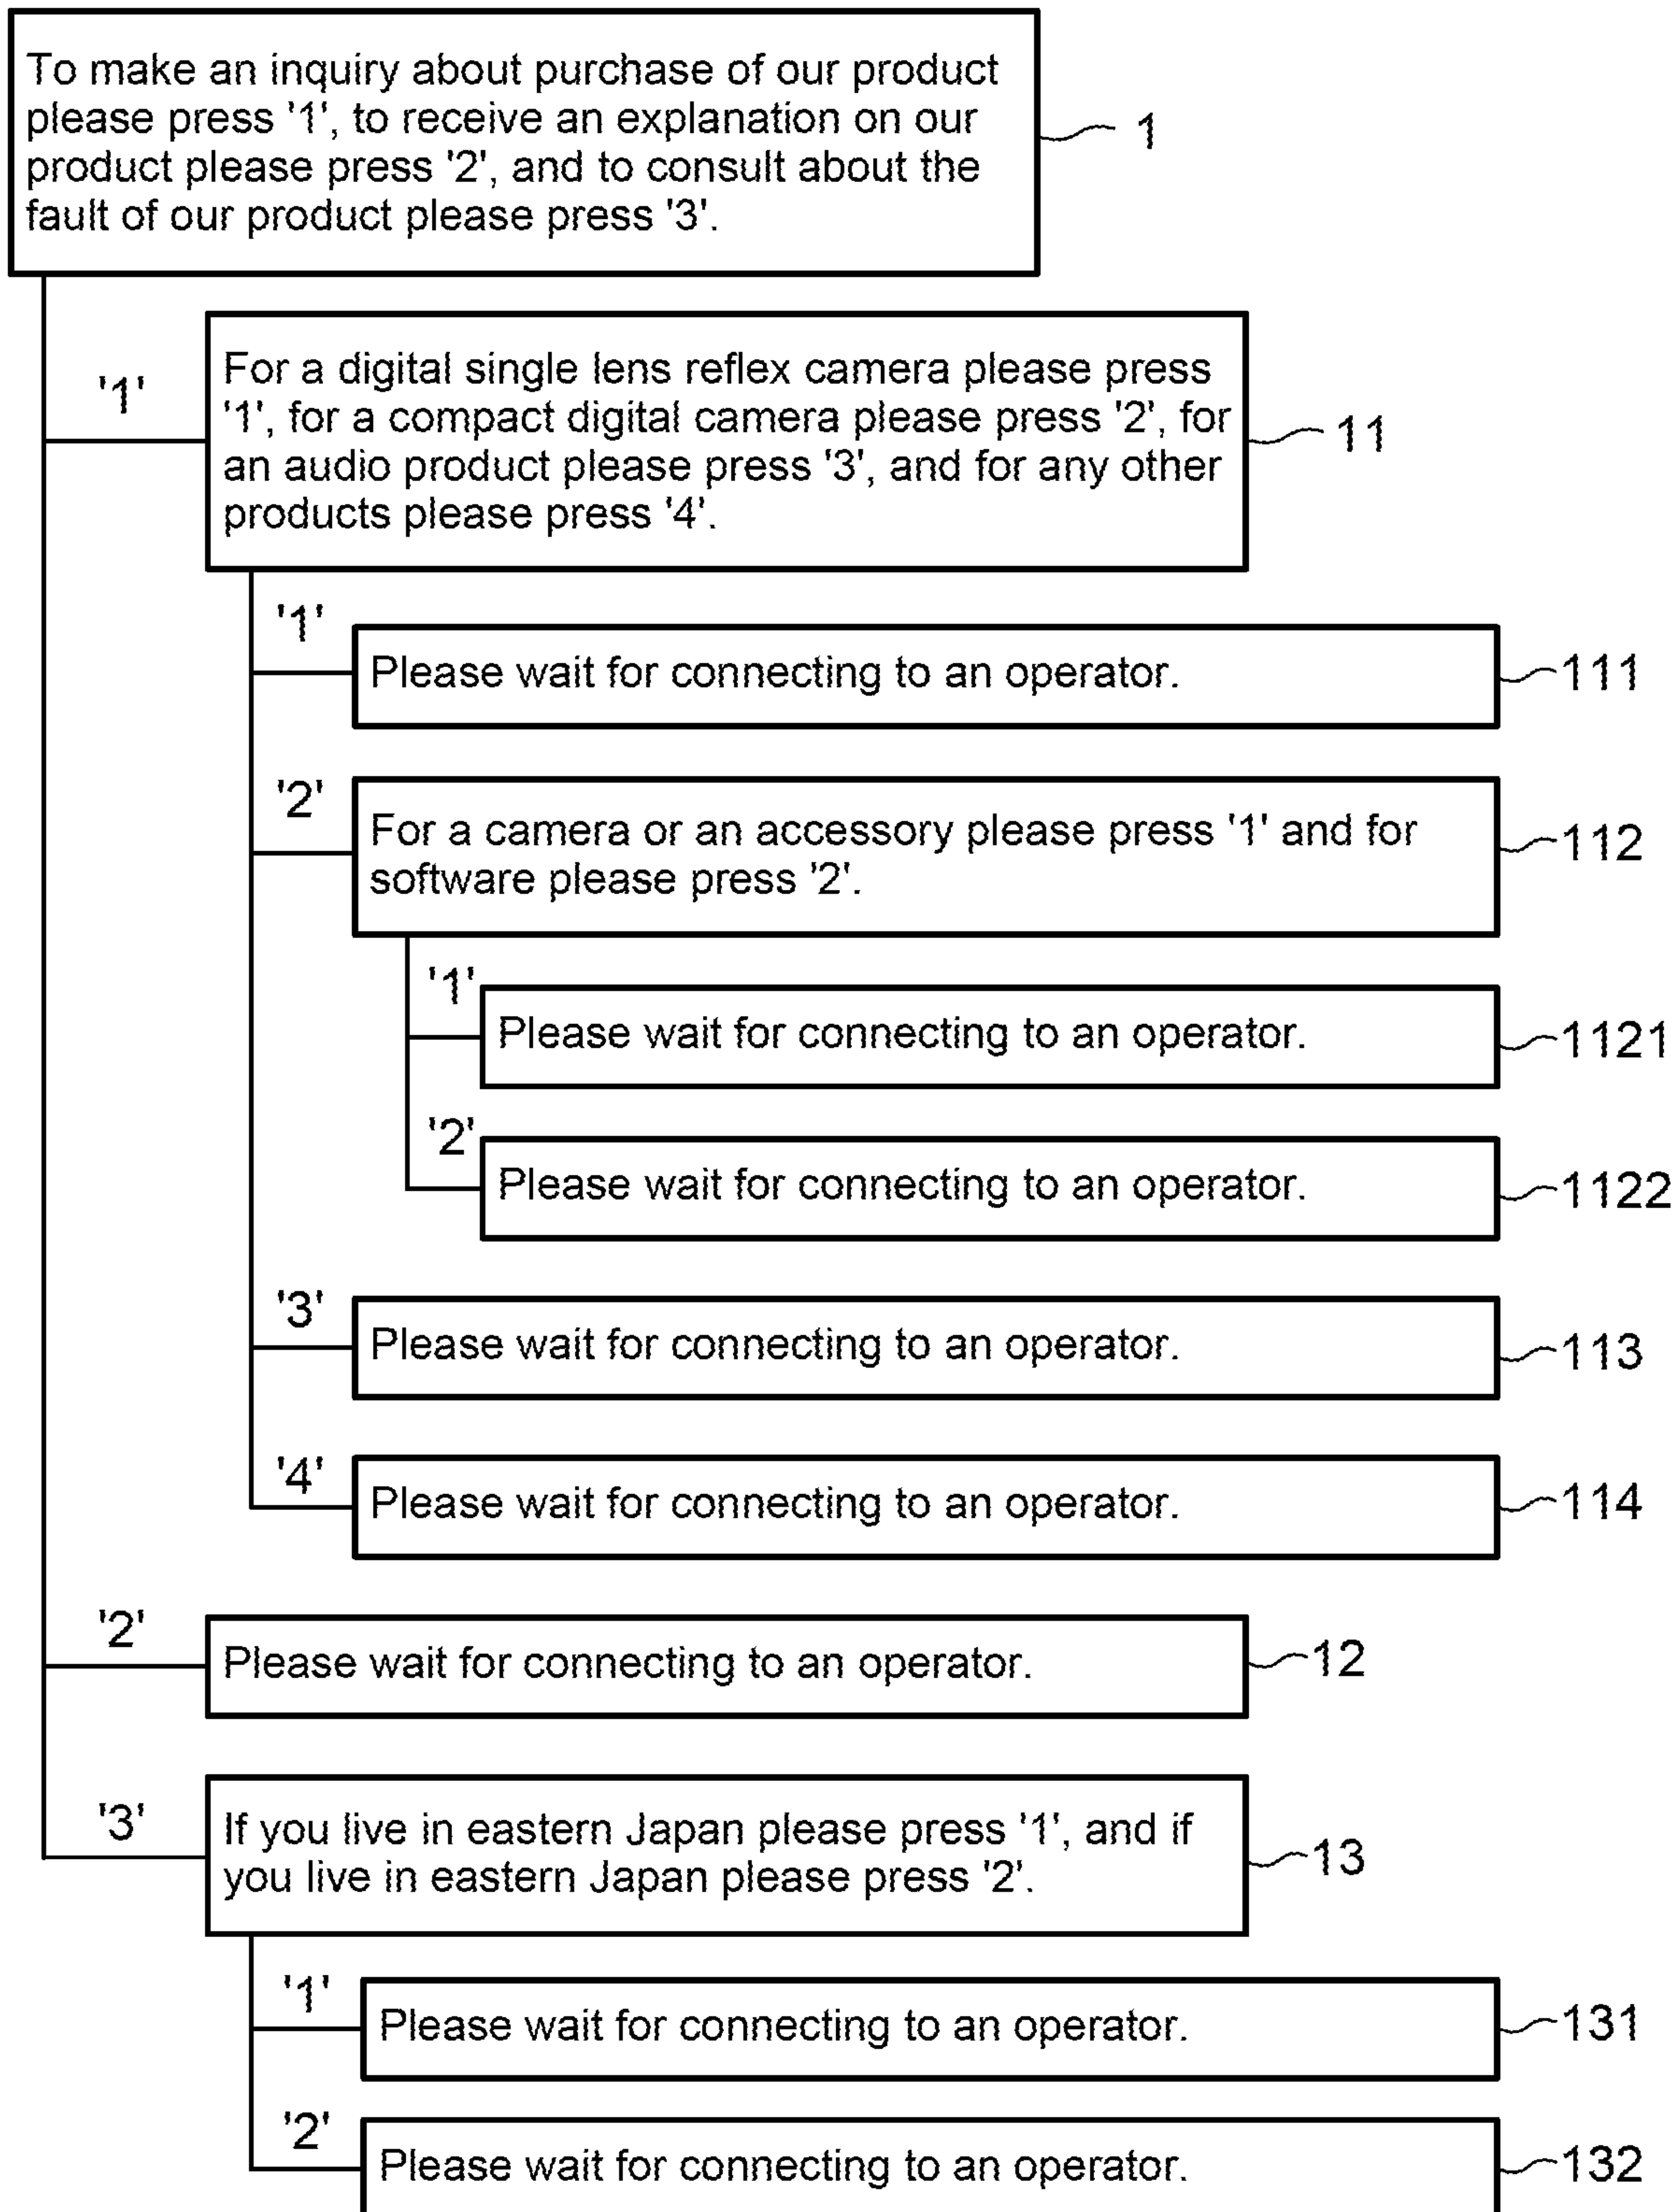 To make an inquiry about purchase of our product
please press '1', to receive an explanation on our
product please press '2', and to consult about the
fault of our product please press '3'.
1
'1'
For a digital single lens reflex camera please press
'1', for a compact digital camera please press '2', for
an audio product please press '3', and for any other
products please press '4'.
11
'1'
Please wait for connecting to an operator.
111
'2'
For a camera or an accessory please press '1' and for
software please press '2'.
112
'1'
Please wait for connecting to an operator.
1121
'2'
Please wait for connecting to an operator.
1122
'3'
Please wait for connecting to an operator.
113
'4'
Please wait for connecting to an operator.
114
'2'
Please wait for connecting to an operator.
12
'3'
If you live in eastern Japan please press '1', and if
you live in eastern Japan please press '2'.
13
'1'
Please wait for connecting to an operator.
131
'2'
Please wait for connecting to an operator.
132